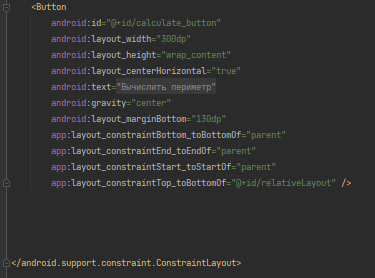 <Button
android:id="@+id/calculate_button"
android:layout_width="300dp"
android:layout_height="wrap_content"
android:layout_centerHorizontal="true"
android:text="Вычислить периметр"
android:gravity="center"
android:layout_marginBottom="130dp"
app:layout_constraintBottom_toBottomOf="parent"
app:layout_constraintEnd_toEndOf="parent"
app:layout_constraintStart_toStartOf="parent"
app:layout_constraintTop_toBottomOf="@+id/relativeLayout" />
</android.support.constraint.ConstraintLayout>